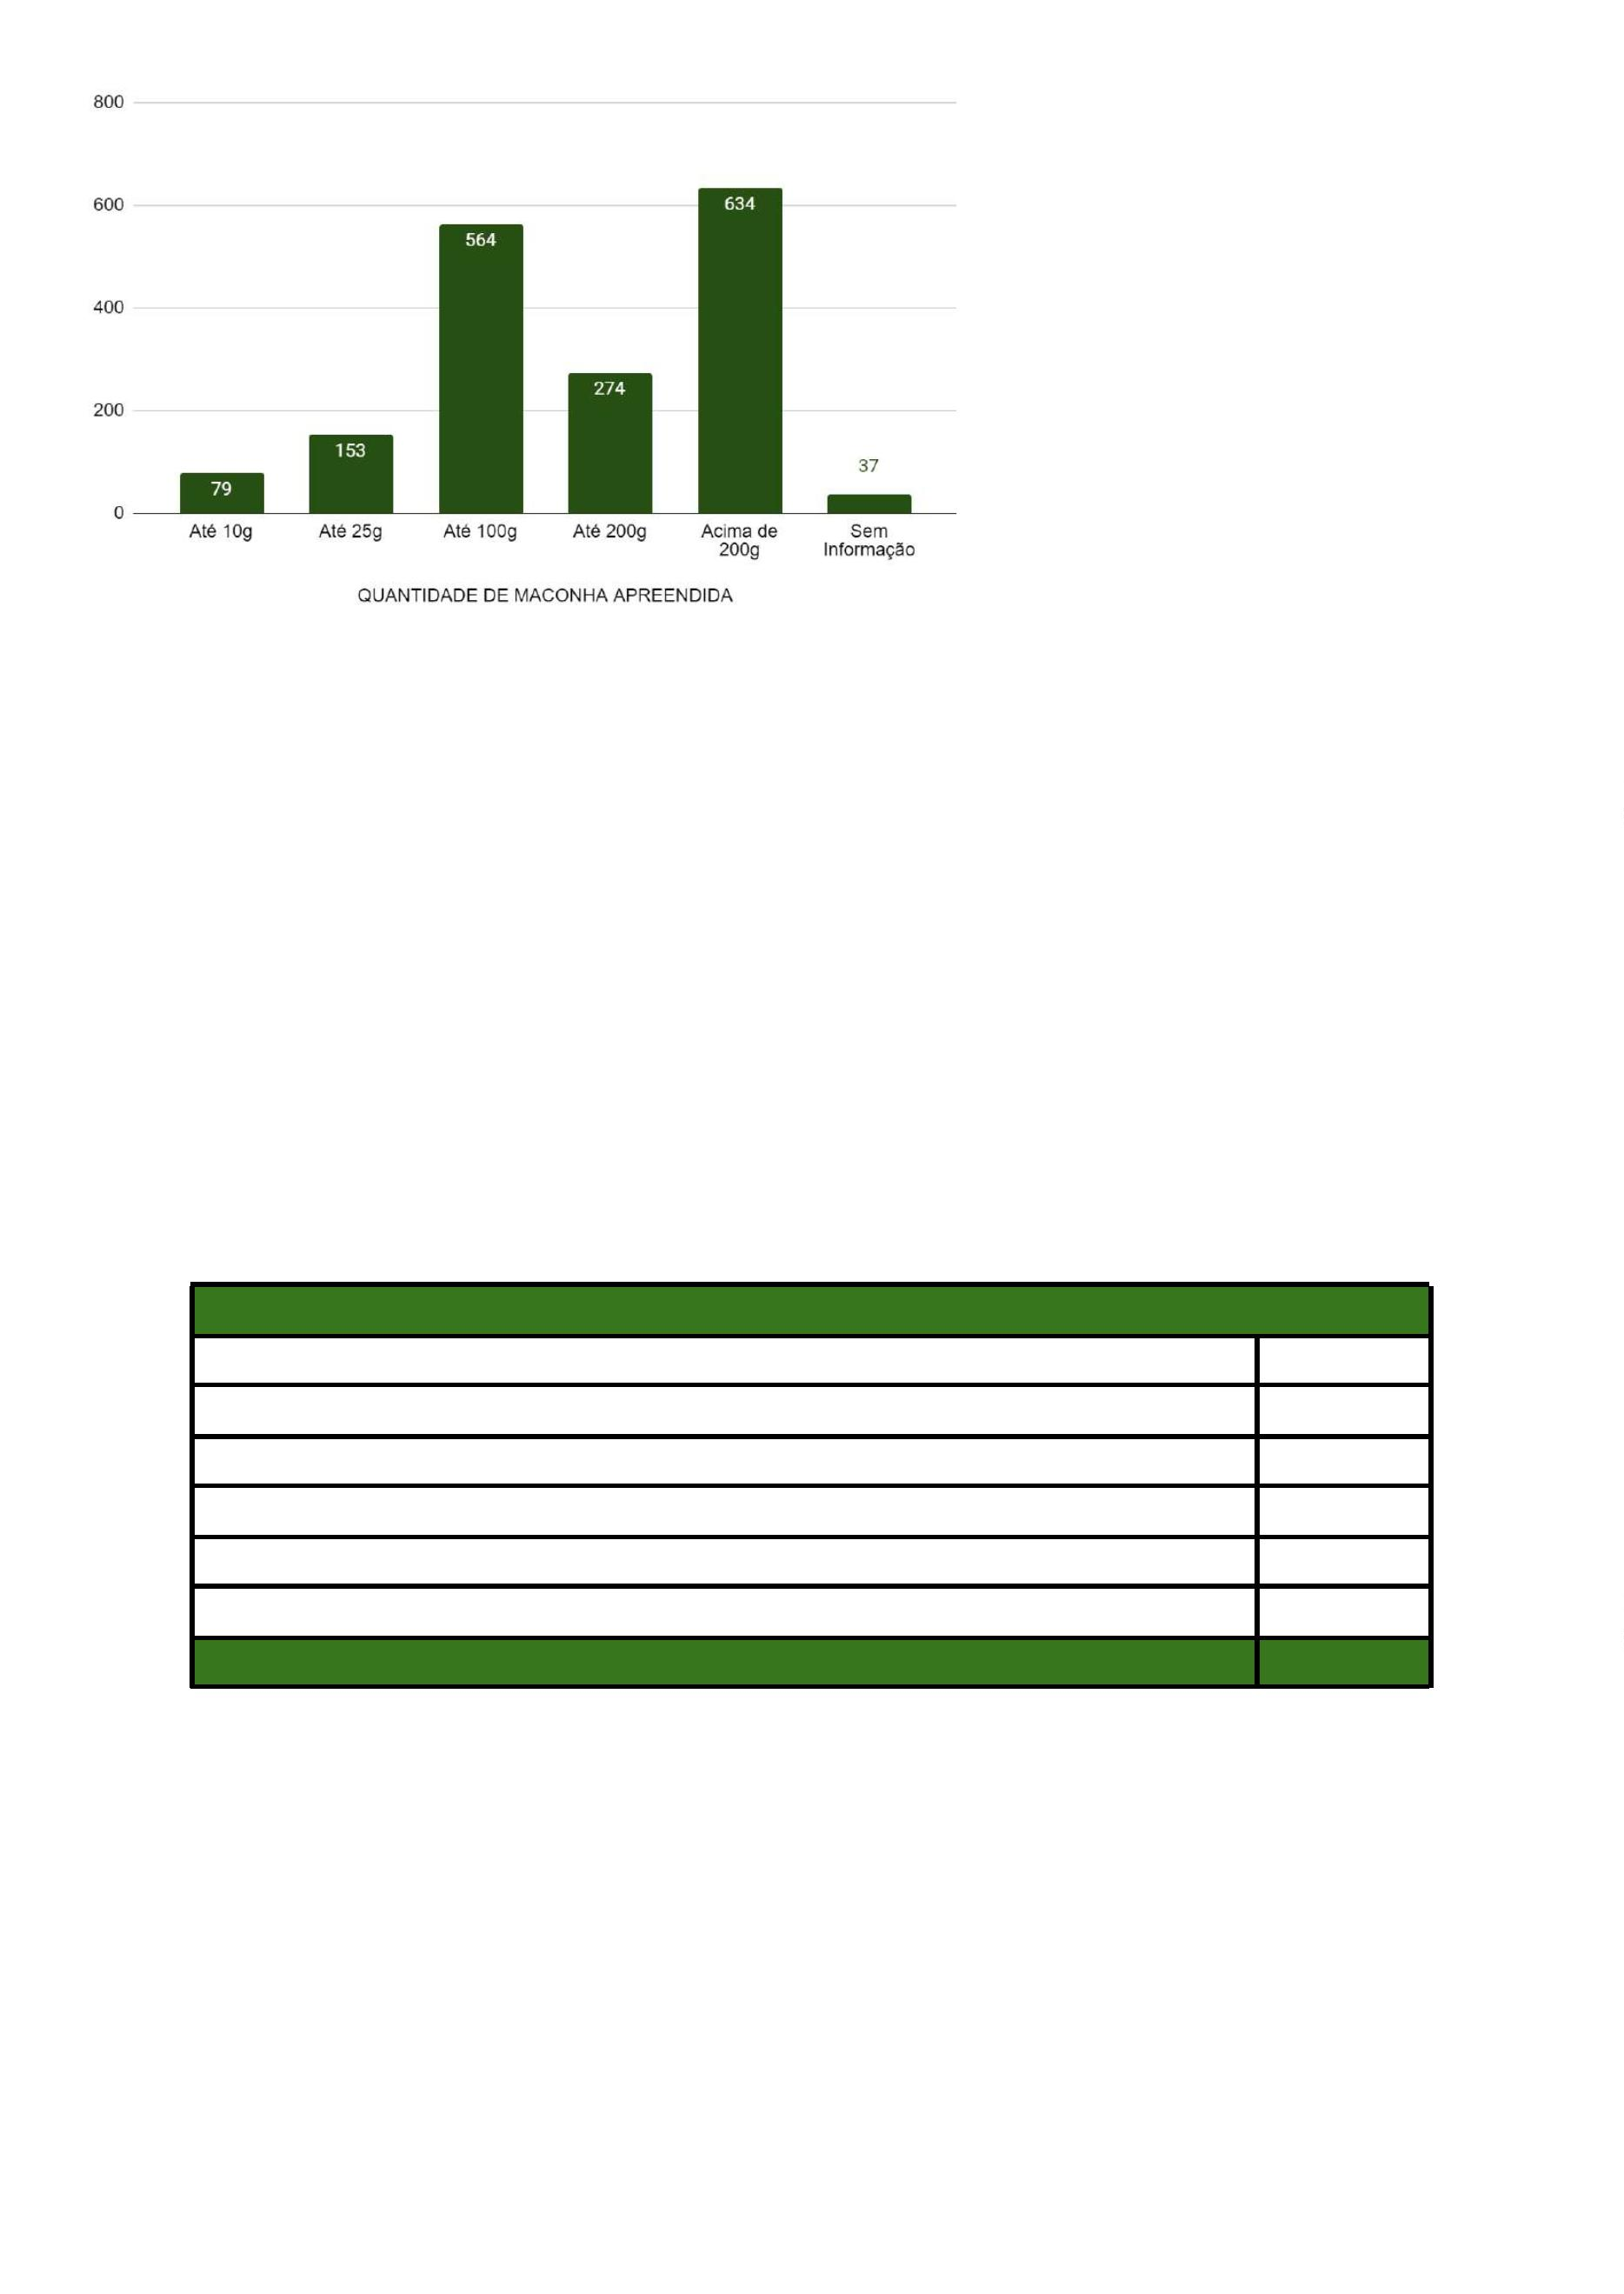 800
600
400
200
0
79
153
564
274
634
37
Até 10g
Até 25g
Até 100g
Até 200g
Acima de
200g
Sem
Informação
QUANTIDADE DE MACONHA APREENDIDA